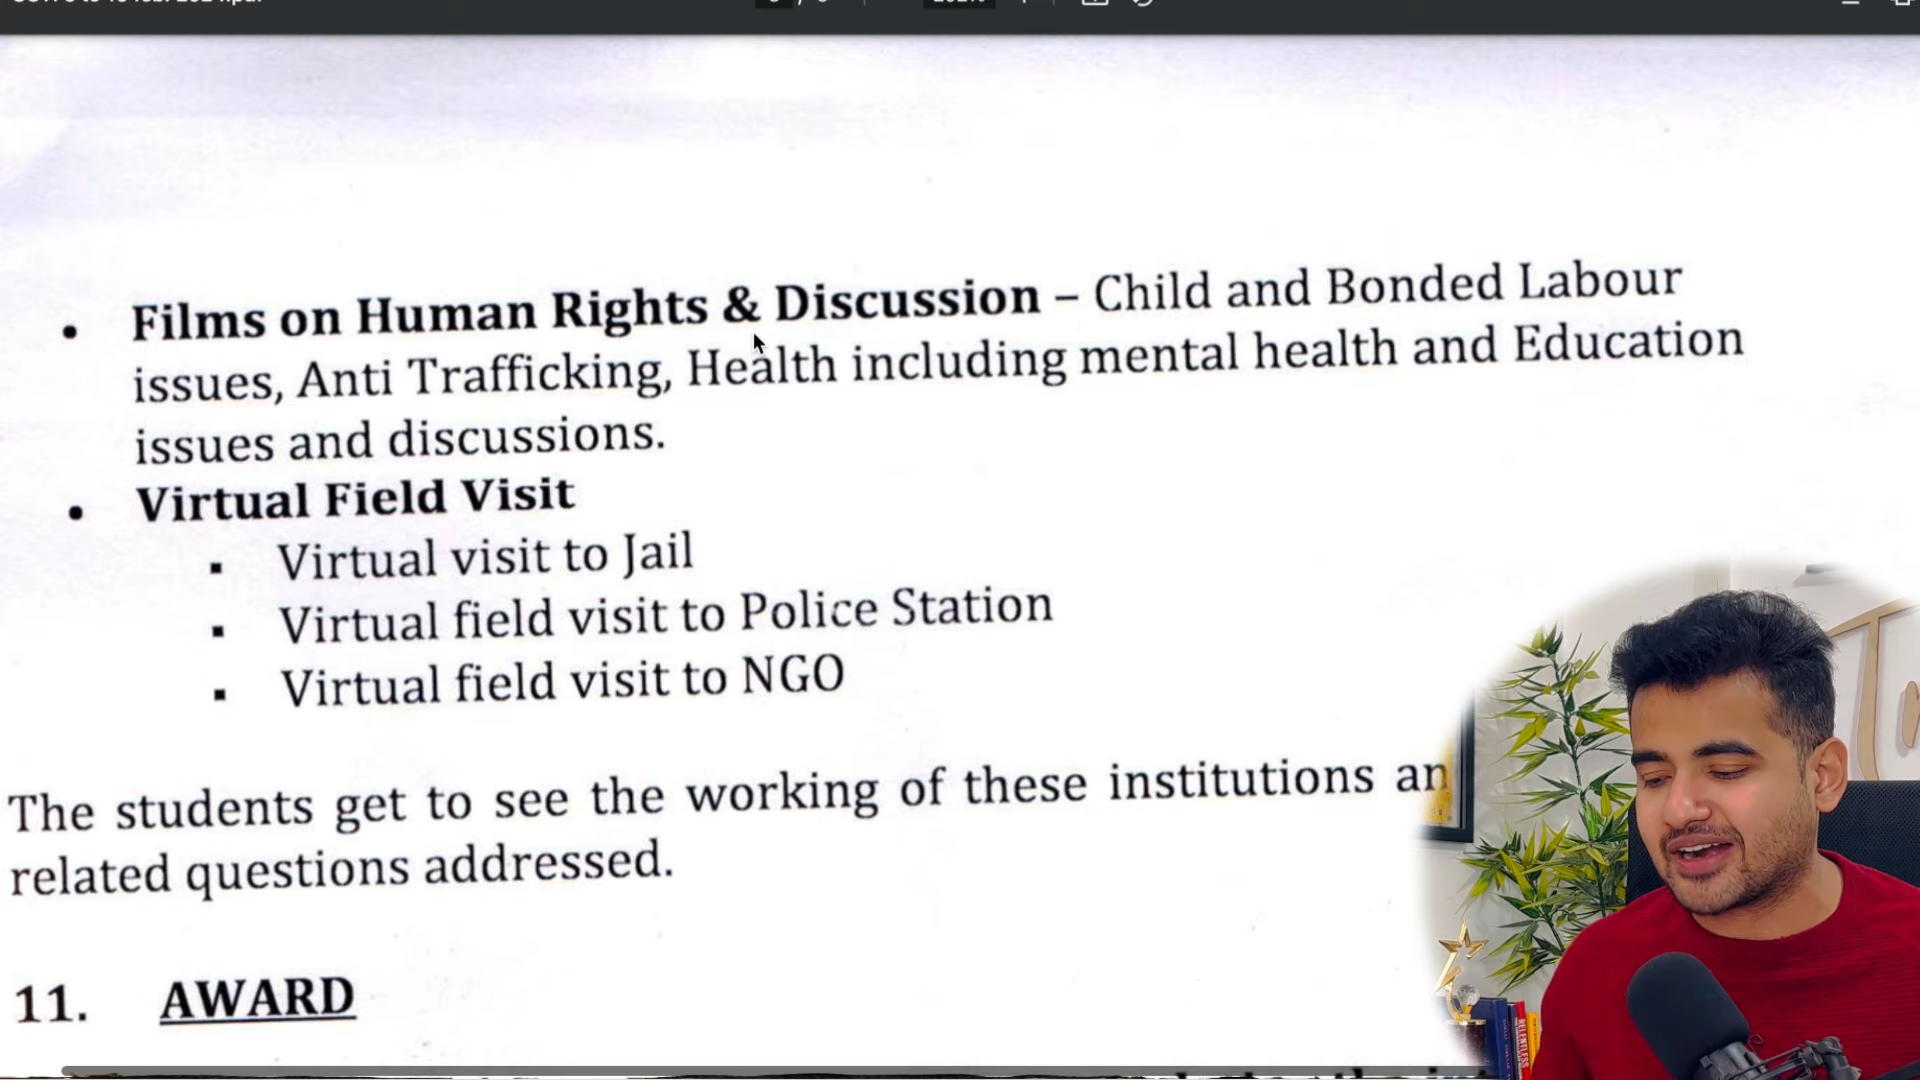 • Films on Human Rights & Discussion – Child and Bonded Labour
issues, Anti Trafficking, Health including mental health and Education
issues and discussions.
• Virtual Field Visit
▪ Virtual visit to Jail
▪ Virtual field visit to Police Station
▪ Virtual field visit to NGO
The students get to see the working of these institutions an
related questions addressed.
11. AWARD
RELENTLESS